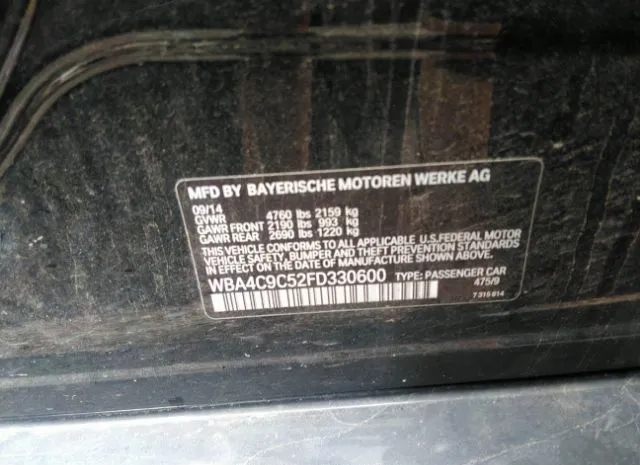 MFD BY BAYERISCHE MOTOREN WERKE AG
09/14
GVWR 4760 lbs 2159 kg
GAWR FRONT 2190 lbs 993 kg
GAWR REAR 2690 lbs 1220 kg
THIS VEHICLE CONFORMS TO ALL APPLICABLE U.S.FEDERAL MOTOR
VEHICLE SAFETY, BUMPER AND THEFT PREVENTION STANDARDS
IN EFFECT ON THE DATE OF MANUFACTURE SHOWN ABOVE.
WBA4C9C52FD330600 TYPE: PASSENGER CAR
475/9
7 315 914